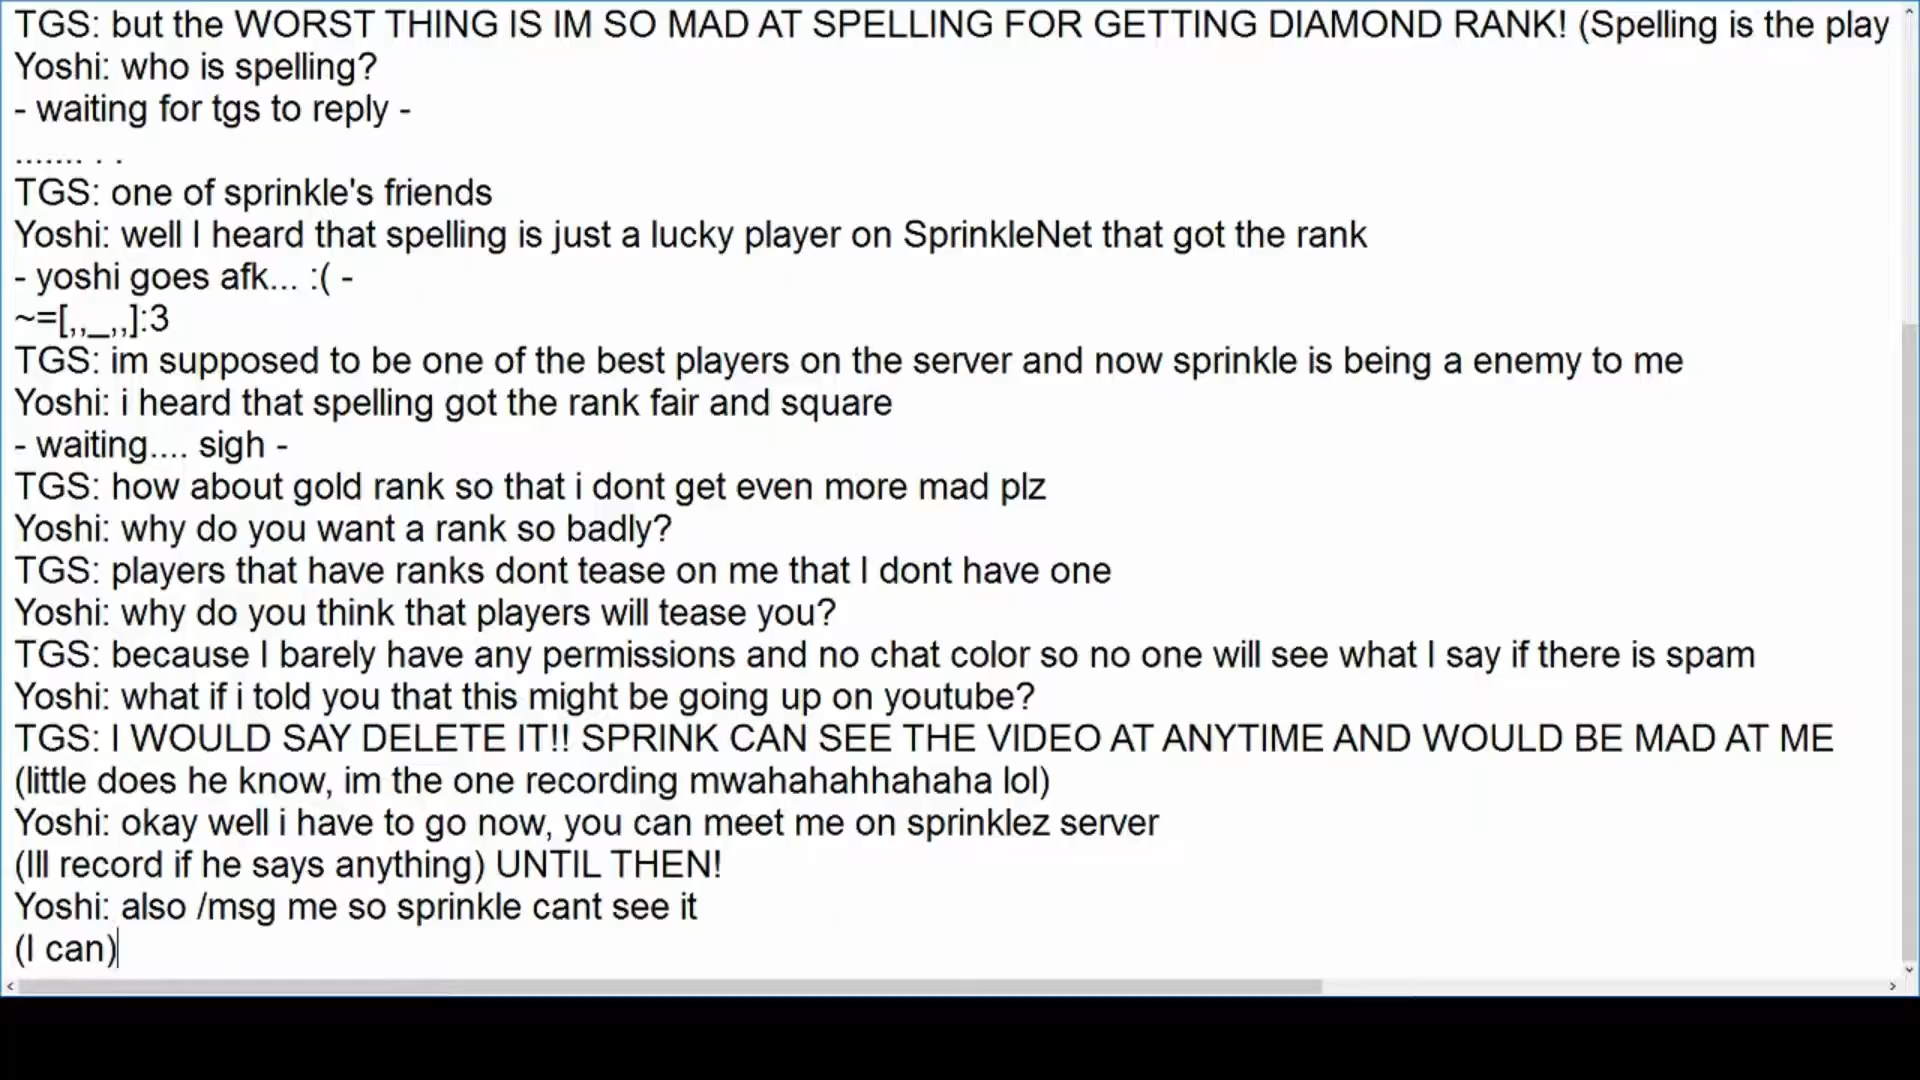 TGS: but the WORST THING IS IM SO MAD AT SPELLING FOR GETTING DIAMOND RANK! (Spelling is the play
Yoshi: who is spelling?
- waiting for tgs to reply -
....... . .
TGS: one of sprinkle's friends
Yoshi: well I heard that spelling is just a lucky player on SprinkleNet that got the rank
- yoshi goes afk... :( -
~=[,,_,,]:3
TGS: im supposed to be one of the best players on the server and now sprinkle is being a enemy to me
Yoshi: i heard that spelling got the rank fair and square
- waiting.... sigh -
TGS: how about gold rank so that i dont get even more mad plz
Yoshi: why do you want a rank so badly?
TGS: players that have ranks dont tease on me that I dont have one
Yoshi: why do you think that players will tease you?
TGS: because I barely have any permissions and no chat color so no one will see what I say if there is spam
Yoshi: what if i told you that this might be going up on youtube?
TGS: I WOULD SAY DELETE IT!! SPRINK CAN SEE THE VIDEO AT ANYTIME AND WOULD BE MAD AT ME
(little does he know, im the one recording mwahahahhahaha lol)
Yoshi: okay well i have to go now, you can meet me on sprinklez server
(Ill record if he says anything) UNTIL THEN!
Yoshi: also /msg me so sprinkle cant see it
(I can)